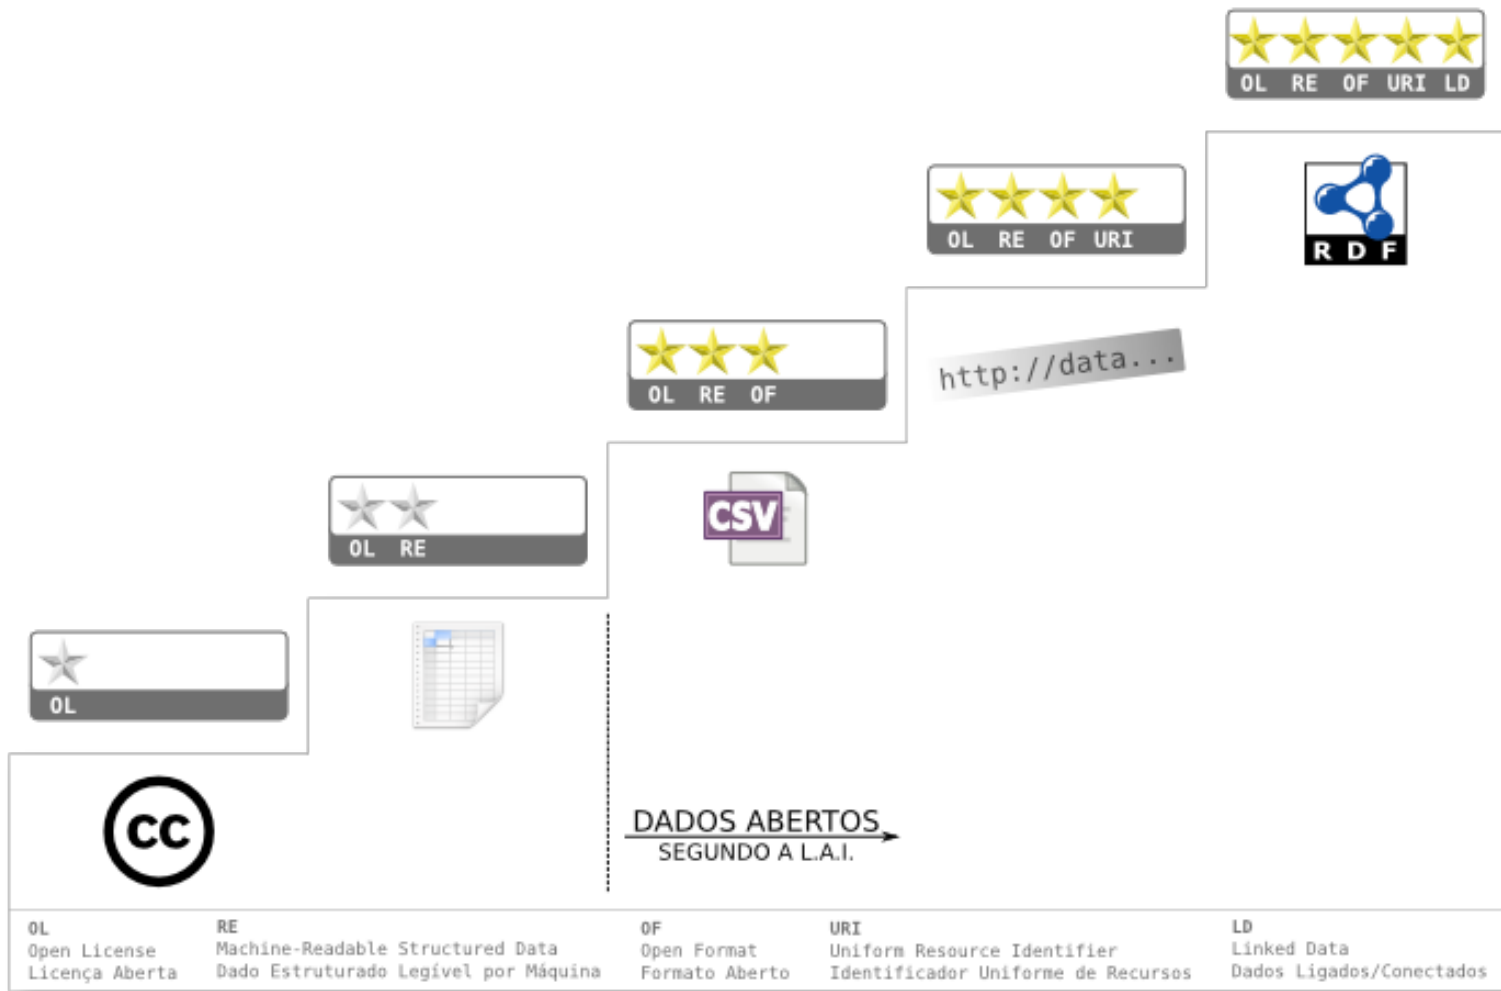 OL RE OF URI LD
R D F
OL RE OF URI
http://data...
OL RE OF
CSV
OL RE
OL
cc
DADOS ABERTOS
SEGUNDO A L.A.I.
OL
Open License
Licença Aberta
RE
Machine-Readable Structured Data
Dado Estruturado Legível por Máquina
OF
Open Format
Formato Aberto
URI
Uniform Resource Identifier
Identificador Uniforme de Recursos
LD
Linked Data
Dados Ligados/Conectados